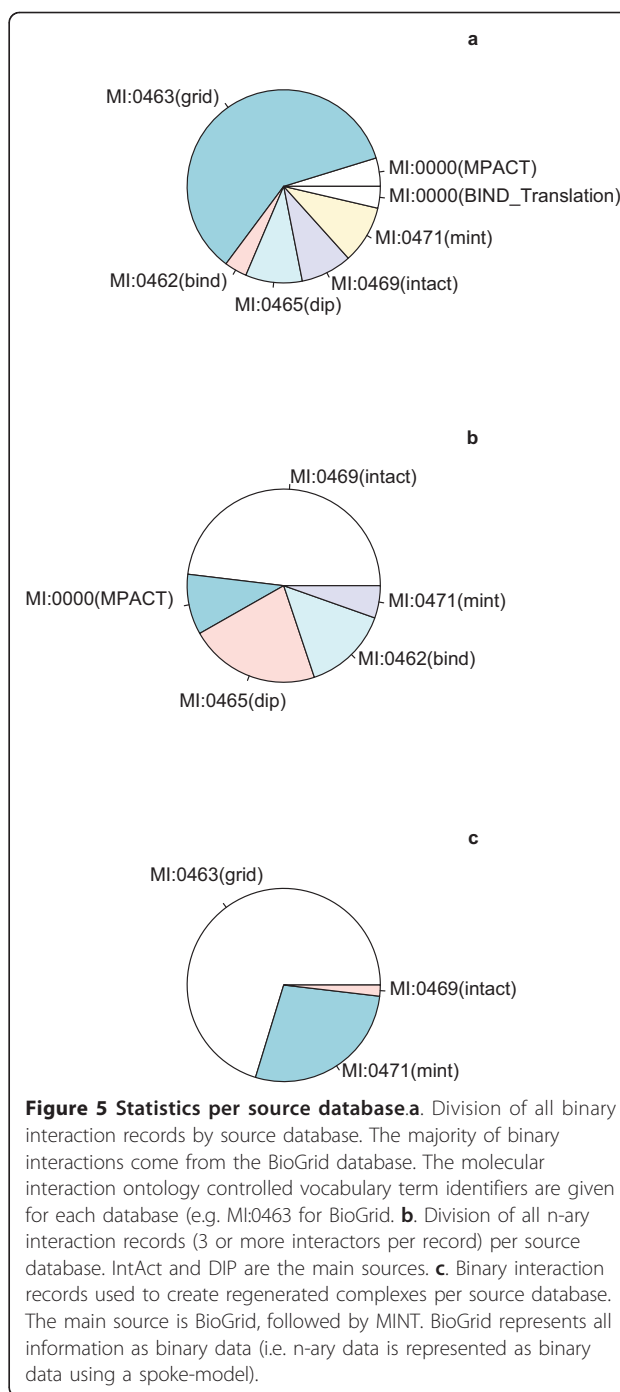 a
MI:0463(grid)
MI:0000(MPACT)
MI:0000(BIND_Translation)
MI:0471(mint)
MI:0462(bind)
MI:0469(intact)
MI:0465(dip)
b
MI:0469(intact)
MI:0000(MPACT)
MI:0471(mint)
MI:0462(bind)
MI:0465(dip)
c
MI:0463(grid)
MI:0469(intact)
MI:0471(mint)
Figure 5 Statistics per source database.a. Division of all binary
interaction records by source database. The majority of binary
interactions come from the BioGrid database. The molecular
interaction ontology controlled vocabulary term identifiers are given
for each database (e.g. MI:0463 for BioGrid. b. Division of all n-ary
interaction records (3 or more interactors per record) per source
database. IntAct and DIP are the main sources. c. Binary interaction
records used to create regenerated complexes per source database.
The main source is BioGrid, followed by MINT. BioGrid represents all
information as binary data (i.e. n-ary data is represented as binary
data using a spoke-model).